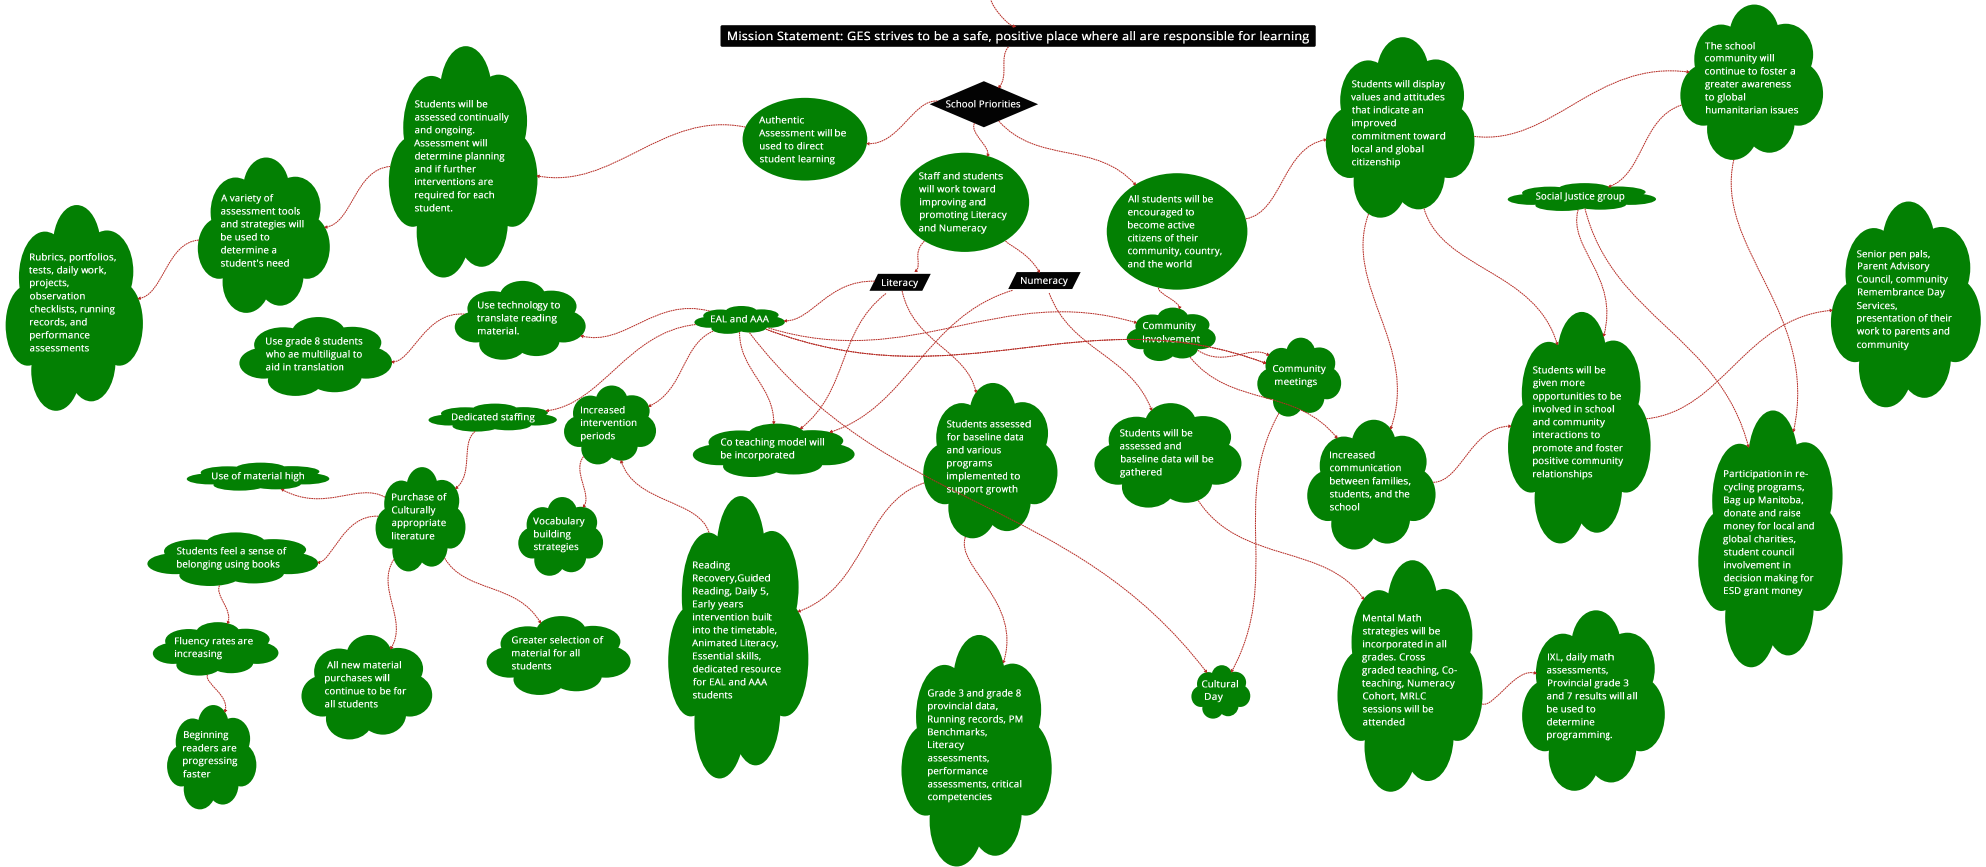 Mission Statement: GES strives to be a safe, positive place where all are responsible for learning
School Priorities
Authentic
Assessment will be
used to direct
student learning
Students will be
assessed continually
and ongoing.
Assessment will
determine planning
and if further
interventions are
required for each
student.
A variety of
assessment tools
and strategies will
be used to
determine a
student's need
Rubrics, portfolios,
tests, daily work,
projects,
observation
checklists, running
records, and
performance
assessments
Staff and students
will work toward
improving and
promoting Literacy
and Numeracy
All students will be
encouraged to
become active
citizens of their
community, country,
and the world
Students will display
values and attitudes
that indicate an
improved
commitment toward
local and global
citizenship
The school
community will
continue to foster a
greater awareness
to global
humanitarian issues
Social Justice group
Senior pen pals,
Parent Advisory
Council, community
Remembrance Day
Services,
presentation of their
work to parents and
community
Literacy
Numeracy
EAL and AAA
Use technology to
translate reading
material.
Use grade 8 students
who ae multiligual to
aid in translation
Community
Involvement
Community
meetings
Dedicated staffing
Increased
intervention
periods
Co teaching model will
be incorporated
Students assessed
for baseline data
and various
programs
implemented to
support growth
Students will be
assessed and
baseline data will be
gathered
Increased
communication
between families,
students, and the
school
Students will be
given more
opportunities to be
involved in school
and community
interactions to
promote and foster
positive community
relationships
Participation in re-
cycling programs,
Bag up Manitoba,
donate and raise
money for local and
global charities,
student council
involvement in
decision making for
ESD grant money
Use of material high
Purchase of
Culturally
appropriate
literature
Vocabulary
building
strategies
Students feel a sense of
belonging using books
Fluency rates are
increasing
Beginning
readers are
progressing
faster
All new material
purchases will
continue to be for
all students
Greater selection of
material for all
students
Reading
Recovery,Guided
Reading, Daily 5,
Early years
intervention built
into the timetable,
Animated Literacy,
Essential skills,
dedicated resource
for EAL and AAA
students
Grade 3 and grade 8
provincial data,
Running records, PM
Benchmarks,
Literacy
assessments,
performance
assessments, critical
competencies
Cultural
Day
Mental Math
strategies will be
incorporated in all
grades. Cross
graded teaching, Co-
teaching, Numeracy
Cohort, MRLC
sessions will be
attended
IXL, daily math
assessments,
Provincial grade 3
and 7 results will all
be used to
determine
programming.